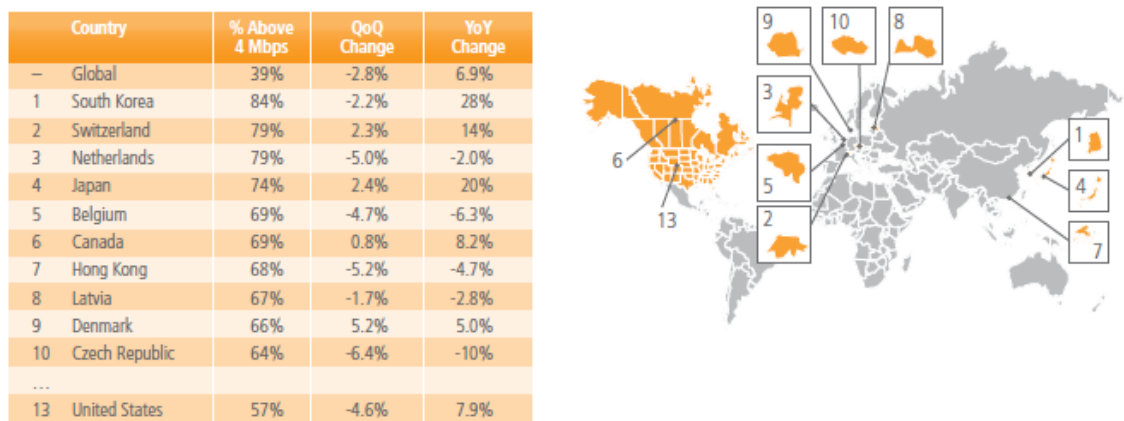 Country % Above 4 Mbps QoQ Change YoY Change
– Global 39% -2.8% 6.9%
1 South Korea 84% -2.2% 28%
2 Switzerland 79% 2.3% 14%
3 Netherlands 79% -5.0% -2.0%
4 Japan 74% 2.4% 20%
5 Belgium 69% -4.7% -6.3%
6 Canada 69% 0.8% 8.2%
7 Hong Kong 68% -5.2% -4.7%
8 Latvia 67% -1.7% -2.8%
9 Denmark 66% 5.2% 5.0%
10 Czech Republic 64% -6.4% -10%
...
13 United States 57% -4.6% 7.9%
9 10 8
3
1
6
5
4
13
2
7